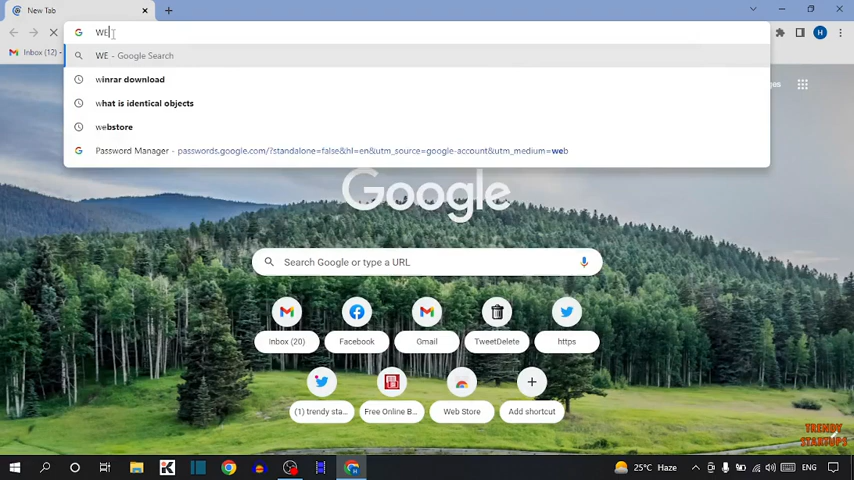 New Tab
WE
H
Inbox (12) -
WE - Google Search
winrar download
what is identical objects
webstore
Password Manager - passwords.google.com/?standalone=false&hl=en&utm_source=google-account&utm_medium=web
Google
Search Google or type a URL
Inbox (20)
Facebook
Gmail
TweetDelete
https
(1) trendy sta...
Free Online B...
Web Store
Add shortcut
TRENDY
STARTUPS
25°C Haze
ENG